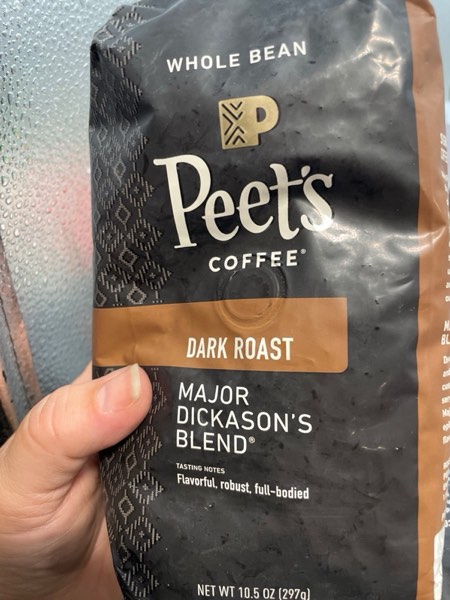 WHOLE BEAN
P
Peet's
COFFEE®
DARK ROAST
MAJOR
DICKASON'S
BLEND®
TASTING NOTES
Flavorful, robust, full-bodied
NET WT 10.5 OZ (297g)